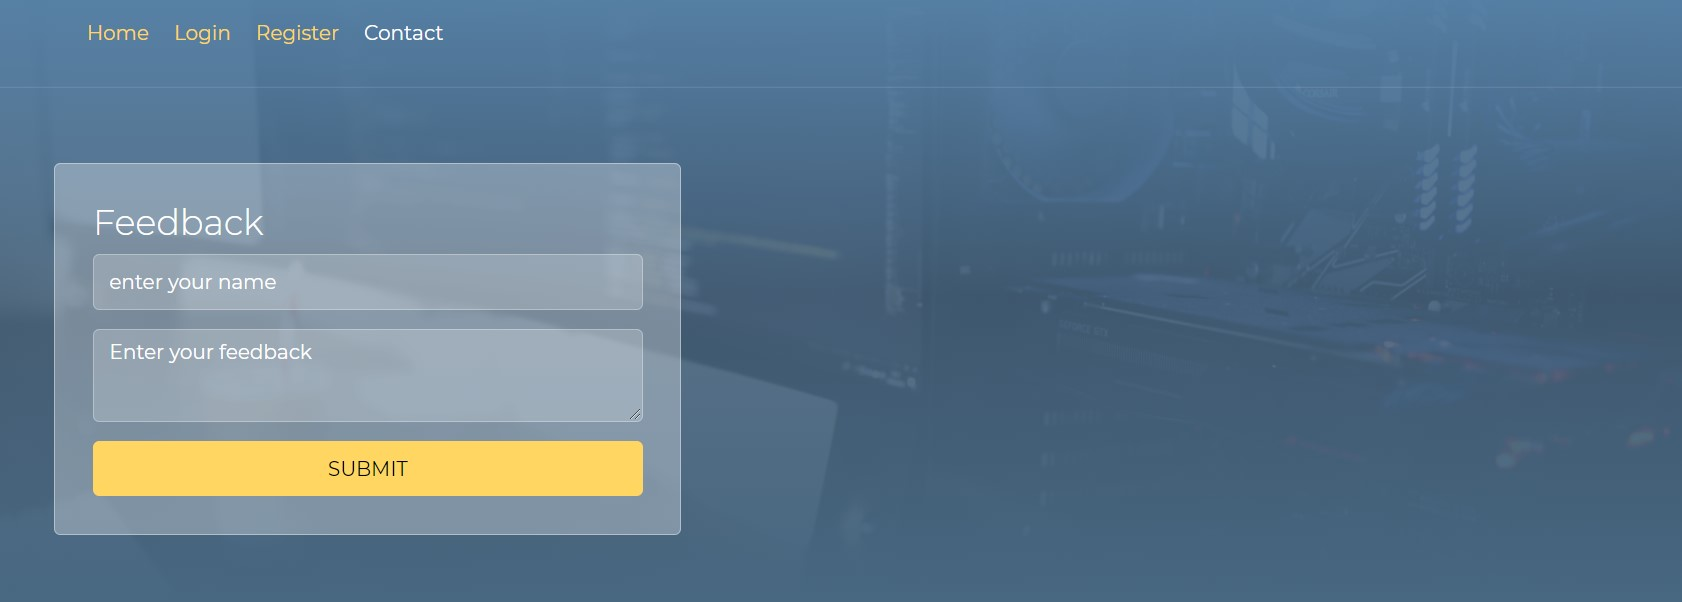 Home Login Register Contact
Feedback
enter your name
Enter your feedback
SUBMIT